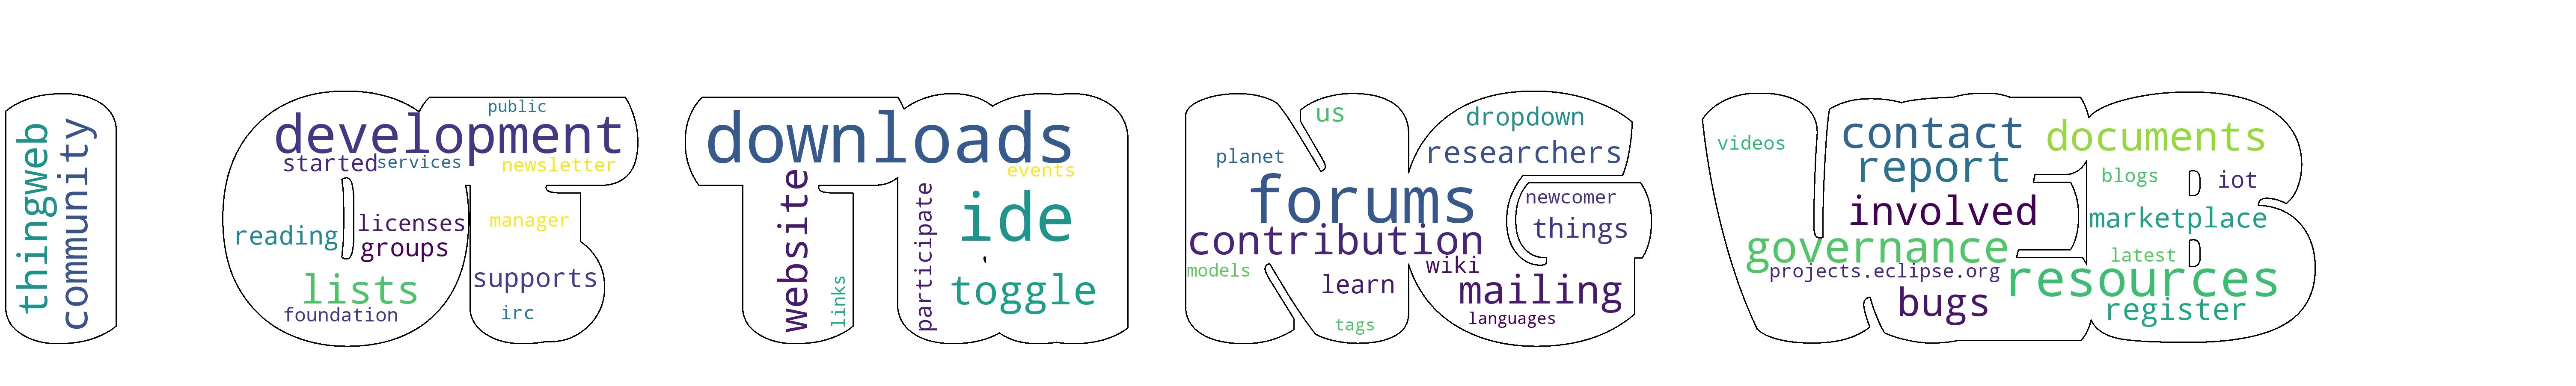 thingweb
community
public
development
started
services
newsletter
reading
licenses
groups
manager
lists
supports
foundation
irc
downloads
events
website
participate
ide
links
toggle
us
dropdown
planet
researchers
forums
newcomer
things
contribution
models
wiki
learn
mailing
tags
languages
videos
contact
documents
report
blogs
iot
involved
marketplace
governance
latest
projects.eclipse.org
resources
bugs
register